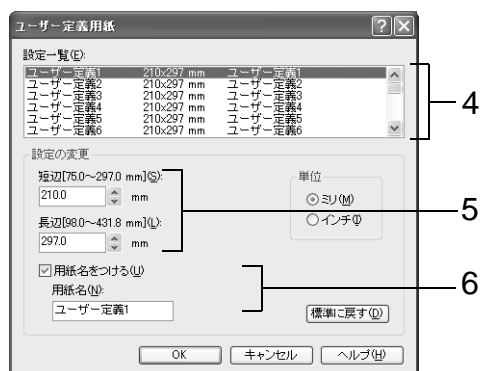 ユーザー定義用紙
設定一覧(E):
ユーザー定義1 210x297 mm ユーザー定義1
ユーザー定義2 210x297 mm ユーザー定義2
ユーザー定義3 210x297 mm ユーザー定義3
ユーザー定義4 210x297 mm ユーザー定義4
ユーザー定義5 210x297 mm ユーザー定義5
ユーザー定義6 210x297 mm ユーザー定義6
4
設定の変更
短辺[75.0～297.0 mm](S):
210.0 mm
長辺[98.0～431.8 mm](L):
297.0 mm
単位
ミリ(M)
インチ(I)
5
用紙名をつける(U)
用紙名(N):
ユーザー定義1
6
標準に戻す(D)
OK キャンセル ヘルプ(H)